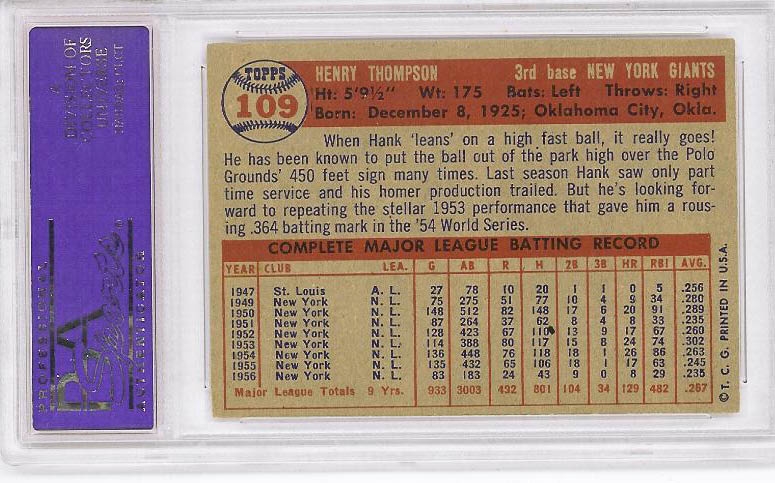 TOPPS
109
HENRY THOMPSON 3rd base NEW YORK GIANTS
Ht: 5'9½" Wt: 175 Bats: Left Throws: Right
Born: December 8, 1925; Oklahoma City, Okla.
When Hank 'leans' on a high fast ball, it really goes!
He has been known to put the ball out of the park high over the Polo
Grounds' 450 feet sign many times. Last season Hank saw only part
time service and his homer production trailed. But he's looking for-
ward to repeating the stellar 1953 performance that gave him a rous-
ing .364 batting mark in the '54 World Series.
COMPLETE MAJOR LEAGUE BATTING RECORD
YEAR CLUB LEA. G AB R H 2B 3B HR RBI AVG.
1947 St. Louis A. L. 27 78 10 20 1 1 0 5 .256
1949 New York N. L. 75 275 51 77 10 4 9 34 .280
1950 New York N. L. 148 512 82 148 17 6 20 91 .289
1951 New York N. L. 87 264 37 62 8 4 8 33 .235
1952 New York N. L. 128 423 67 110 13 9 17 67 .260
1953 New York N. L. 114 388 80 117 15 8 24 74 .302
1954 New York N. L. 136 448 76 118 18 1 26 86 .263
1955 New York N. L. 135 432 65 106 13 1 17 63 .245
1956 New York N. L. 83 183 24 43 9 0 8 29 .235
Major League Totals 9 Yrs. 933 3003 492 801 104 34 129 482 .267
© T. C. G. PRINTED IN U.S.A.
PSA
PROFESSIONAL
Sports
AUTHENTICATOR
A
DIVISION OF
COLLECTORS
UNIVERSE